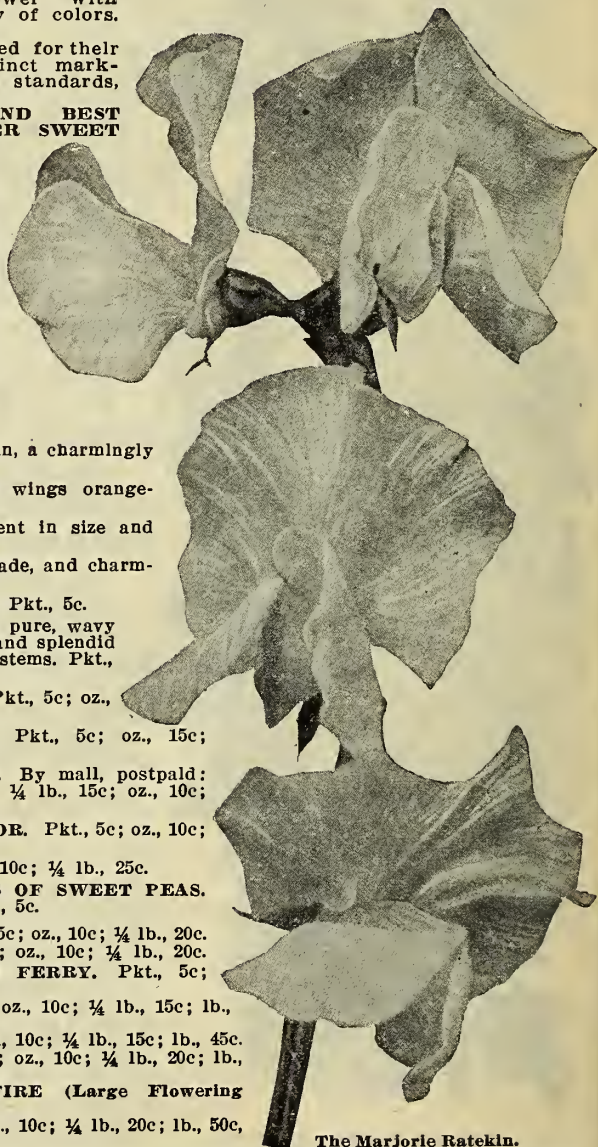 y of colors.
ed for their
inct mark-
standards,
ND BEST
ER SWEET
n, a charmingly
wings orange-
ent in size and
ade, and charm-
Pkt., 5c.
pure, wavy
and splendid
stems. Pkt.,
Pkt., 5c; oz.,
Pkt., 5c; oz., 15c;
. By mail, postpaid:
¼ lb., 15c; oz., 10c;
OR. Pkt., 5c; oz., 10c;
10c; ¼ lb., 25c.
OF SWEET PEAS.
, 5c.
5c; oz., 10c; ¼ lb., 20c.
; oz., 10c; ¼ lb., 20c.
FERRY. Pkt., 5c;
oz., 10c; ¼ lb., 15c; lb.,
., 10c; ¼ lb., 15c; lb., 45c.
; oz., 10c; ¼ lb., 20c; lb.,
TIRE (Large Flowering
., 10c; ¼ lb., 20c; lb., 50c,
The Marjorie Ratekin.